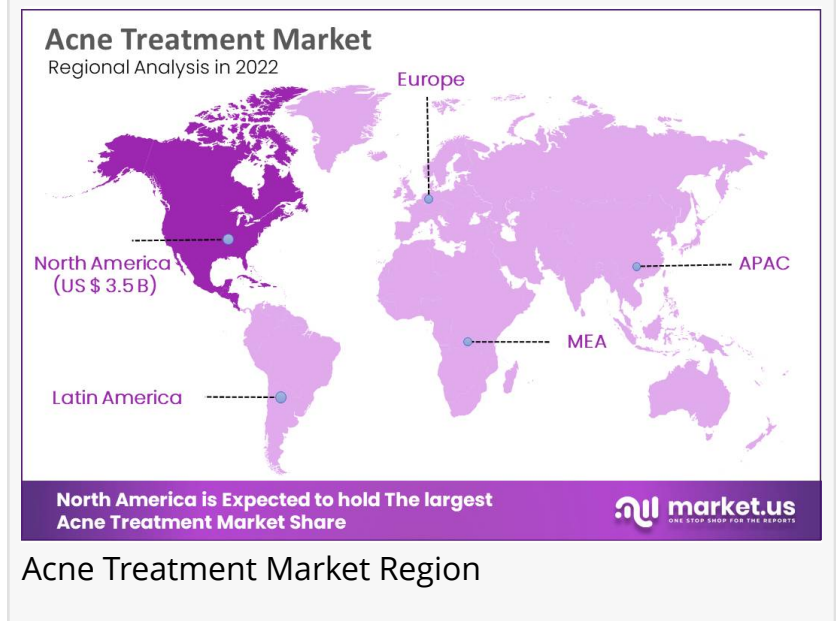 Acne Treatment Market
Regional Analysis in 2022
Europe
North America
(US $ 3.5 B)
APAC
MEA
Latin America
North America is Expected to hold The largest
Acne Treatment Market Share
market.us
ONE STOP SHOP FOR THE REPORTS
Acne Treatment Market Region